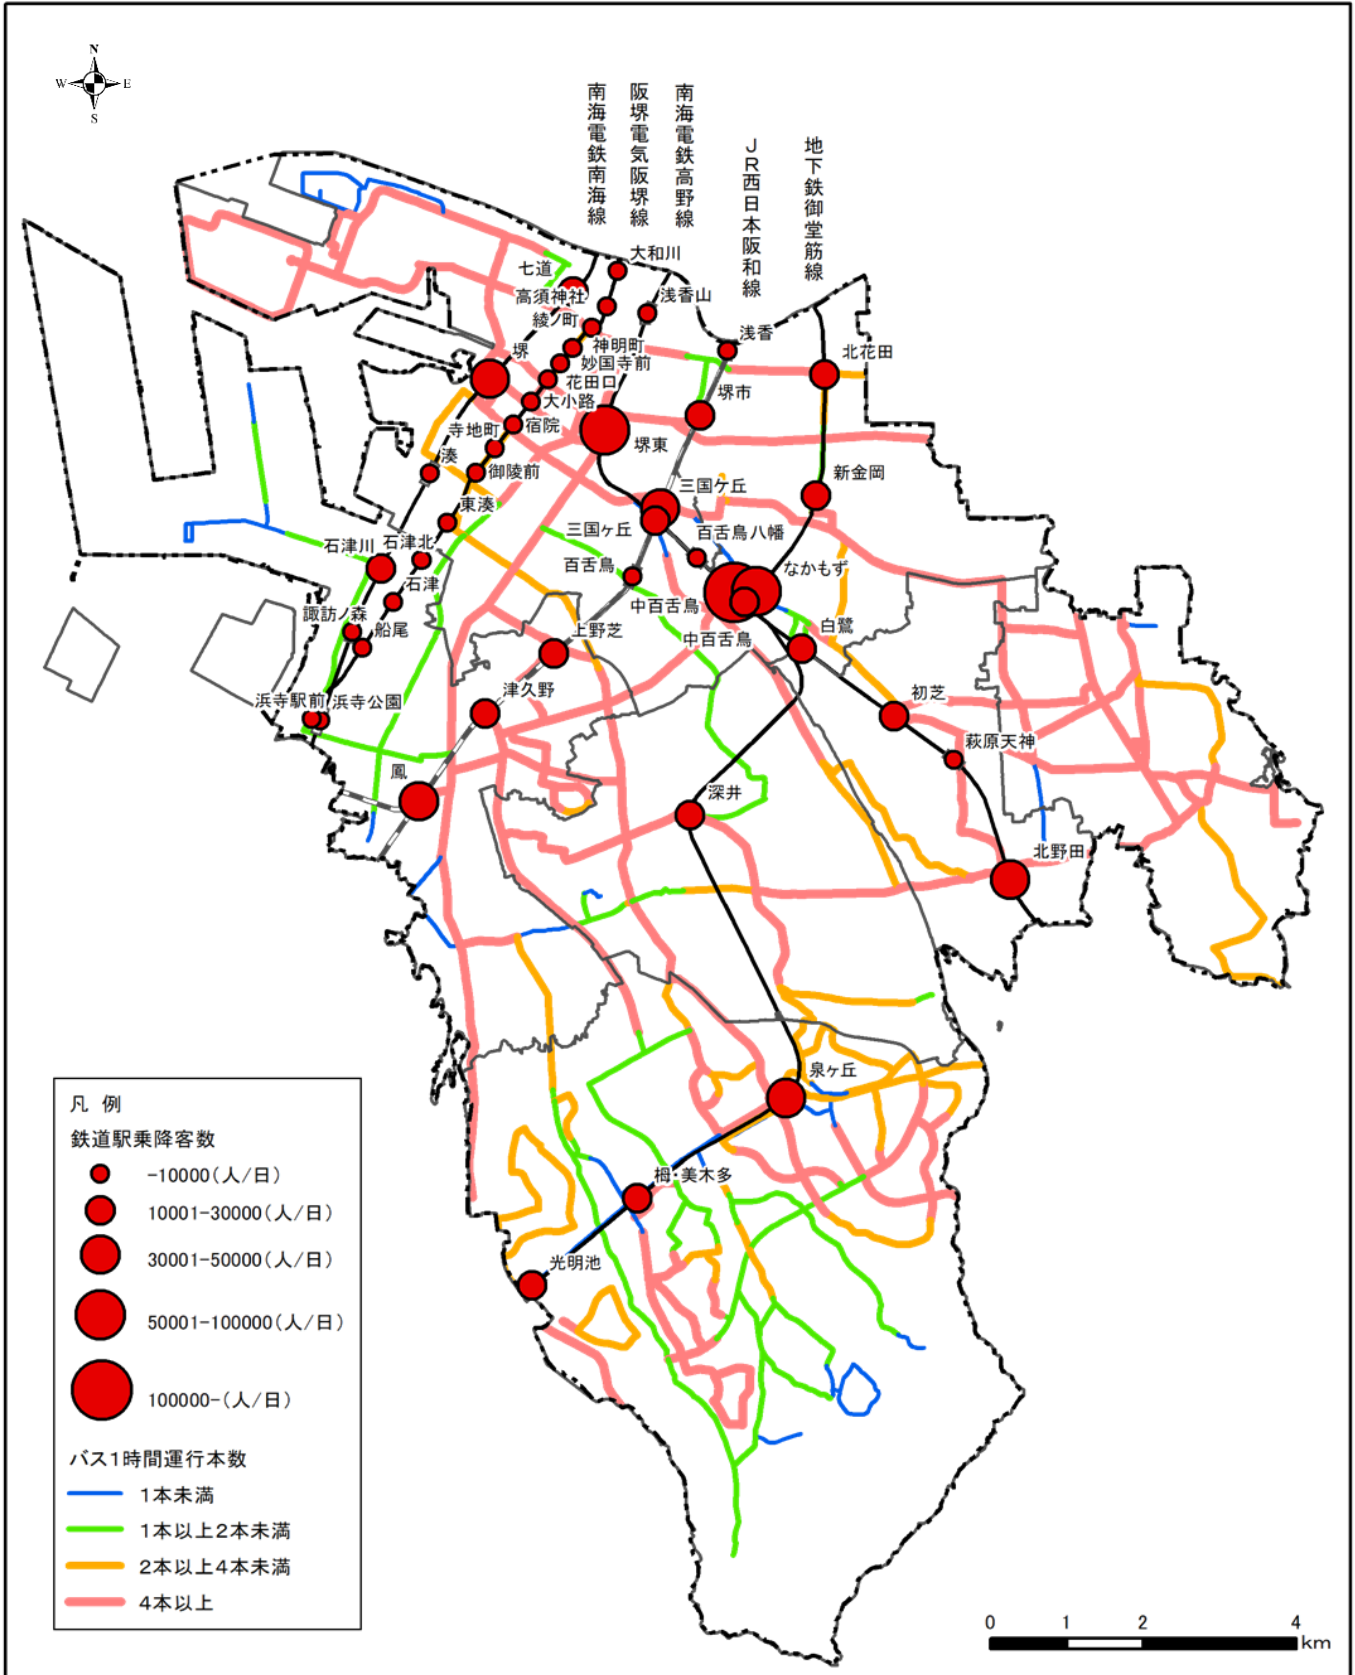 N
W E
S
南海電鉄南海線
阪堺電気阪堺線
南海電鉄高野線
JR西日本阪和線
地下鉄御堂筋線
大和川
七道
高須神社
浅香山
綾ノ町
浅香
神明町
堺
妙国寺前
北花田
花田口
堺市
大小路
宿院
寺地町
堺東
湊
御陵前
新金岡
三国ケ丘
東湊
三国ヶ丘
百舌鳥八幡
石津川
石津北
百舌鳥
なかもず
石津
中百舌鳥
諏訪ノ森
船尾
上野芝
中百舌鳥
白鷺
津久野
初芝
浜寺駅前
浜寺公園
萩原天神
鳳
深井
北野田
泉ヶ丘
栂・美木多
光明池
凡 例
鉄道駅乗降客数
-10000(人/日)
10001-30000(人/日)
30001-50000(人/日)
50001-100000(人/日)
100000-(人/日)
バス1時間運行本数
1本未満
1本以上2本未満
2本以上4本未満
4本以上
0 1 2 4
km